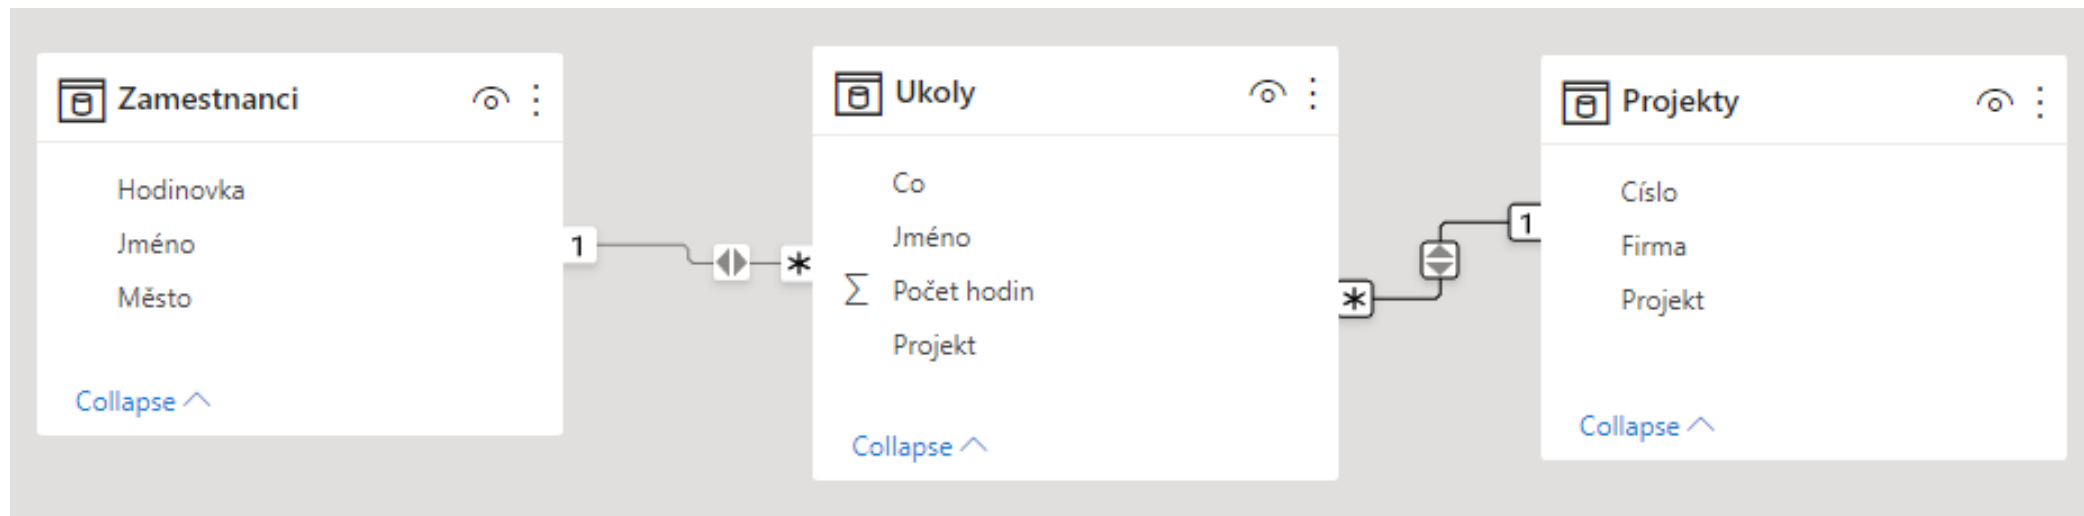 Zamestnanci
Hodinovka
Jméno
Město
Collapse
1
*
Ukoly
Co
Jméno
Σ Počet hodin
Projekt
Collapse
*
1
Projekty
Císlo
Firma
Projekt
Collapse